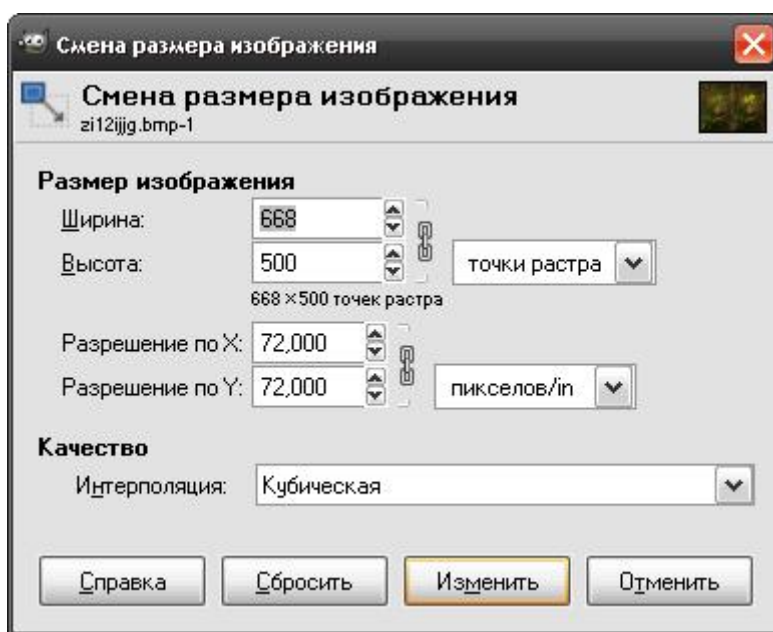 Смена размера изображения
Смена размера изображения
zi12ijjg.bmp-1
Размер изображения
Ширина: 668
Высота: 500 точки растра
668 × 500 точек растра
Разрешение по X: 72,000
Разрешение по Y: 72,000 пикселов/in
Качество
Интерполяция: Кубическая
Справка Сбросить Изменить Отменить